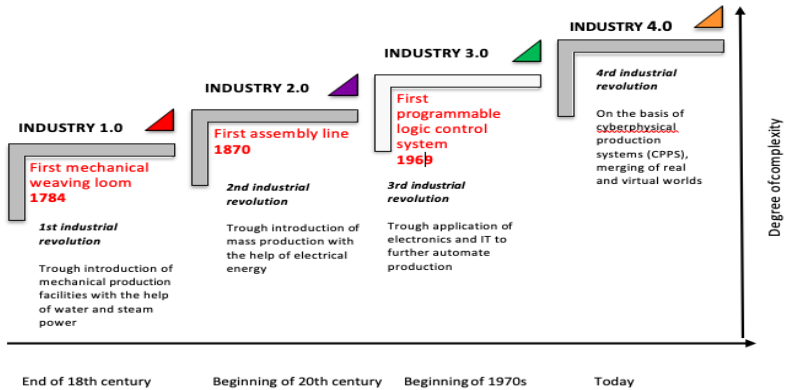 INDUSTRY 1.0
First mechanical
weaving loom
1784
1st industrial
revolution
Trough introduction of
mechanical production
facilities with the help
of water and steam
power
INDUSTRY 2.0
First assembly line
1870
2nd industrial
revolution
Trough introduction of
mass production with
the help of electrical
energy
INDUSTRY 3.0
First
programmable
logic control
system
1969
3rd industrial
revolution
Trough application of
electronics and IT to
further automate
production
INDUSTRY 4.0
4rd industrial
revolution
On the basis of
cyberphysical
production
systems (CPPS),
merging of real
and virtual worlds
Degree ofcomplexity
End of 18th century
Beginning of 20th century
Beginning of 1970s
Today